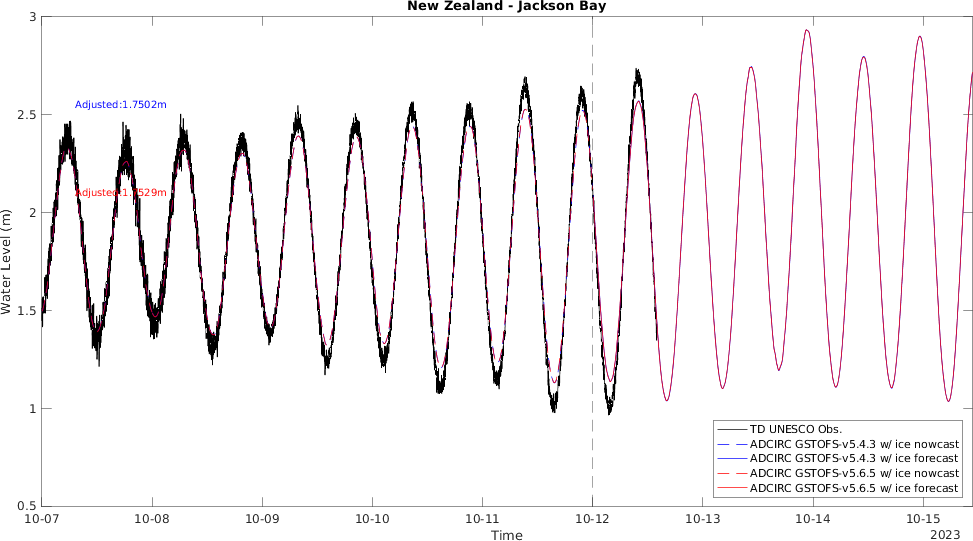 New Zealand - Jackson Bay
3
2.5
2
1.5
1
0.5
Water Level (m)
Adjusted:1.7502m
Adjusted:1.7529m
TD UNESCO Obs.
ADCIRC GSTOFS-v5.4.3 w/ ice nowcast
ADCIRC GSTOFS-v5.4.3 w/ ice forecast
ADCIRC GSTOFS-v5.6.5 w/ ice nowcast
ADCIRC GSTOFS-v5.6.5 w/ ice forecast
10-07 10-08 10-09 10-10 10-11 10-12 10-13 10-14 10-15
Time
2023